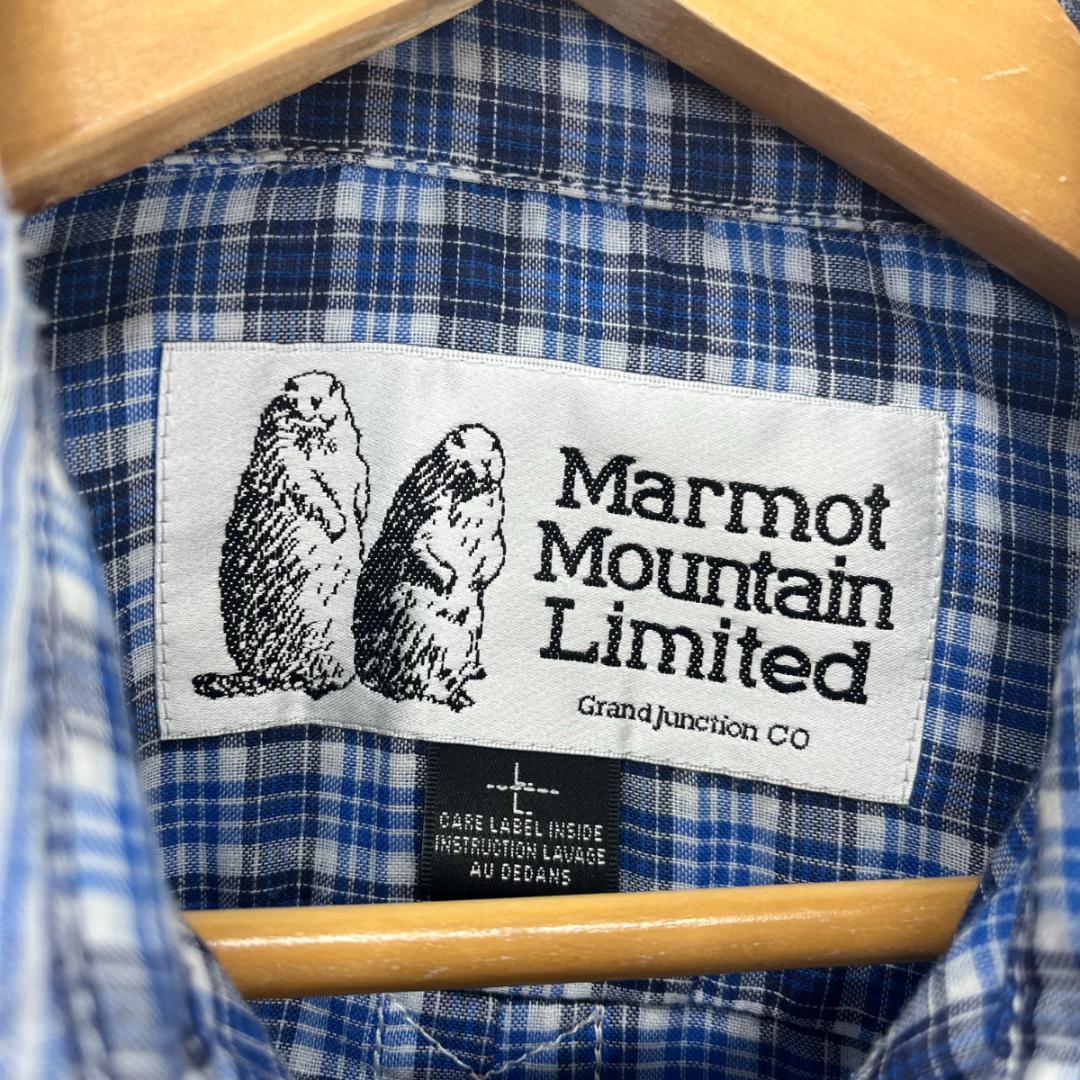 Marmot
Mountain
Limited
Grand Junction CO
L
CARE LABEL INSIDE
INSTRUCTION LAVAGE
AU DEDANS